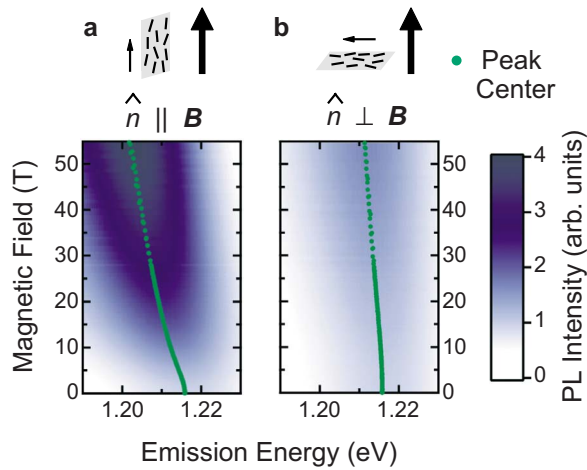 a
b
Peak
Center
n̂ || B
n̂ ⊥ B
Magnetic Field (T)
50
40
30
20
10
0
50
40
30
20
10
0
1.20
1.22
1.20
1.22
Emission Energy (eV)
4
3
2
1
0
PL Intensity (arb. units)